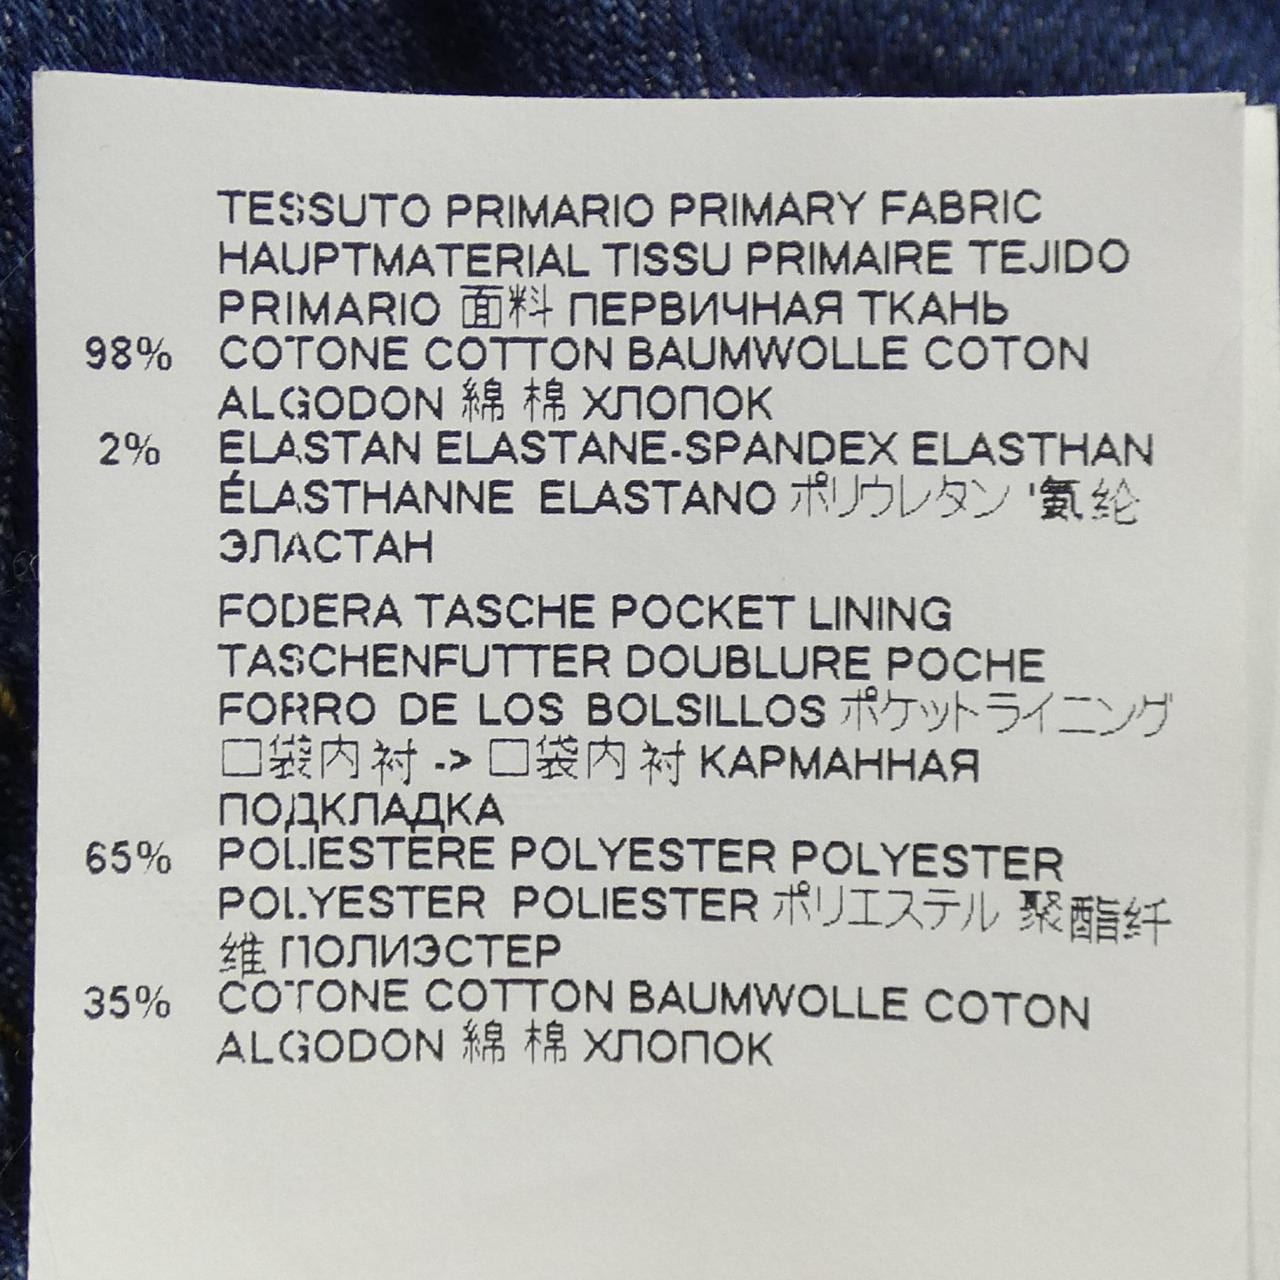 TESSUTO PRIMARIO PRIMARY FABRIC
HAUPTMATERIAL TISSU PRIMAIRE TEJIDO
PRIMARIO 面料 ПЕРВИЧНАЯ ТКАНЬ
98% COTONE COTTON BAUMWOLLE COTON
ALGODON 綿 棉 ХЛОПОК
2% ELASTAN ELASTANE-SPANDEX ELASTHAN
ÉLASTHANNE ELASTANO ポリウレタン '氨纶
ЭЛАСТАН
FODERA TASCHE POCKET LINING
TASCHENFUTTER DOUBLURE POCHE
FORRO DE LOS BOLSILLOS ポケットライニング
口袋内衬 -> 口袋内衬 КАРМАННАЯ
ПОДКЛАДКА
65% POLIESTERE POLYESTER POLYESTER
POLYESTER POLIESTER ポリエステル 聚酯纤
维 ПОЛИЭСТЕР
35% COTONE COTTON BAUMWOLLE COTON
ALGODON 綿 棉 ХЛОПОК